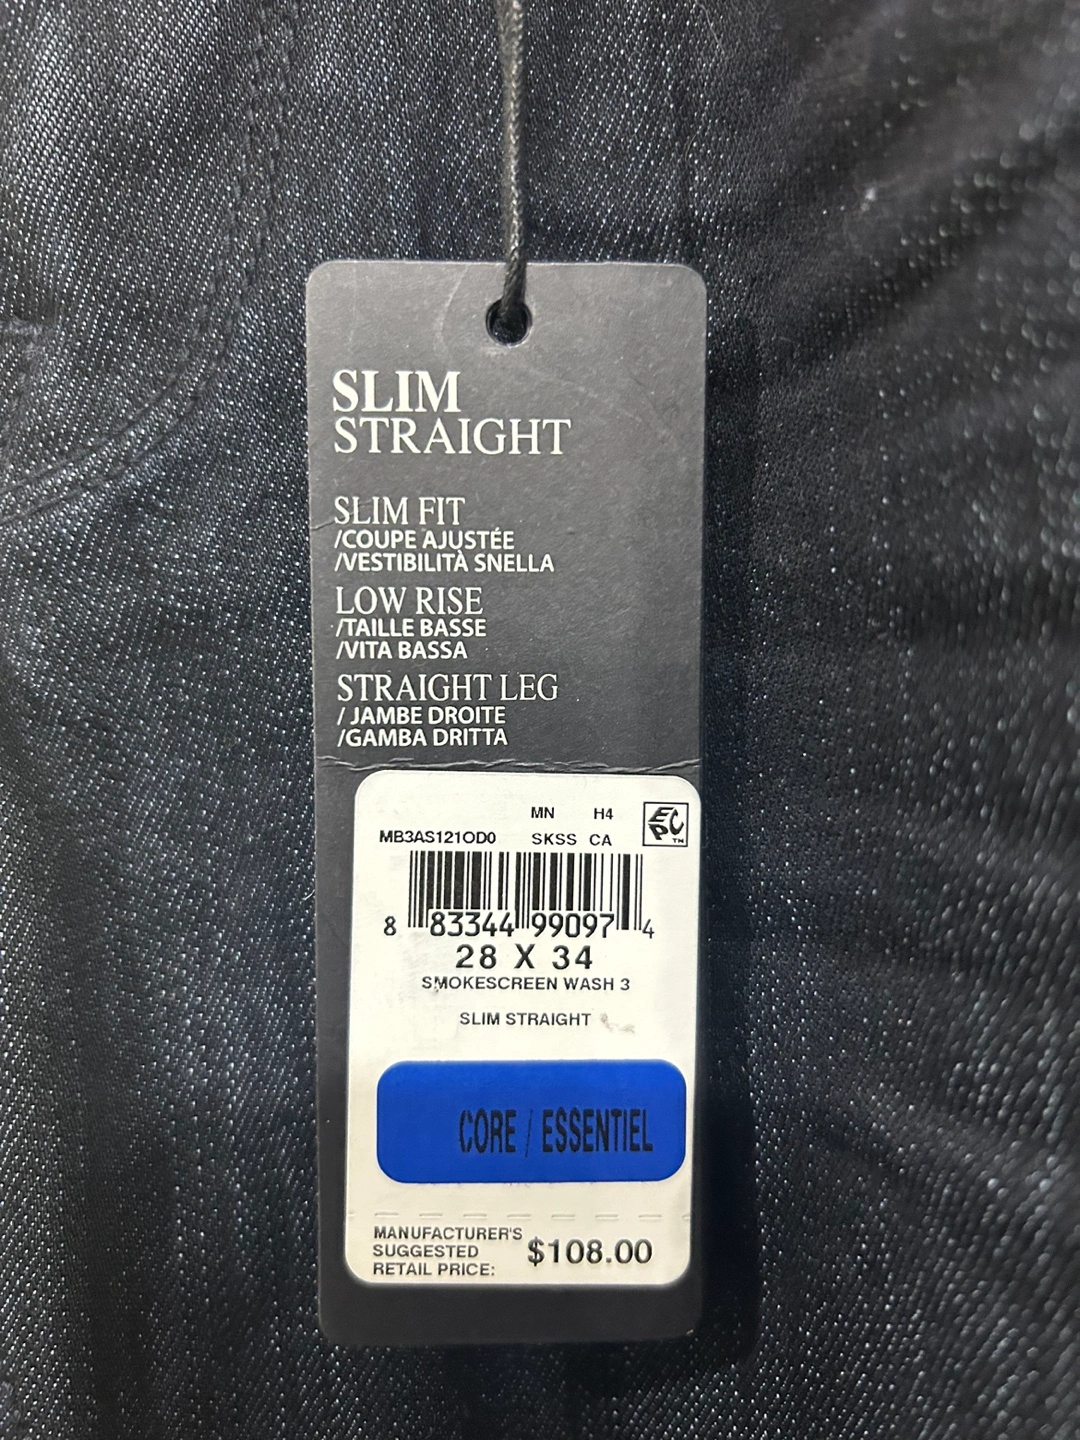 SLIM
STRAIGHT
SLIM FIT
/COUPE AJUSTÉE
/VESTIBILITÀ SNELLA
LOW RISE
/TAILLE BASSE
/VITA BASSA
STRAIGHT LEG
/ JAMBE DROITE
/GAMBA DRITTA
MN H4
MB3AS121OD0 SKSS CA
EPC TM
8 83344 99097 4
28 X 34
SMOKESCREEN WASH 3
SLIM STRAIGHT
CORE / ESSENTIEL
MANUFACTURER'S
SUGGESTED
RETAIL PRICE: $108.00